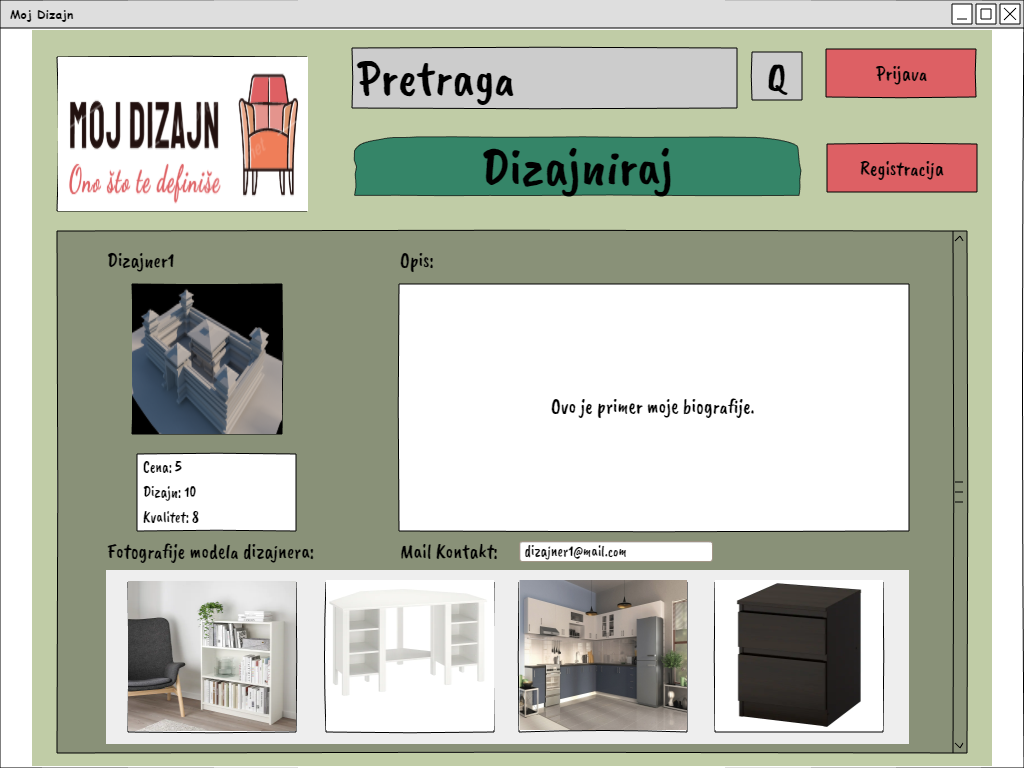 Moj Dizajn
Pretraga
Q
Prijava
MOJ DIZAJN
Ono što te definiše
Dizajniraj
Registracija
Dizajner1
Opis:
Ovo je primer moje biografije.
Cena: 5
Dizajn: 10
Kvalitet: 8
Fotografije modela dizajnera:
Mail Kontakt:
dizajner1@mail.com